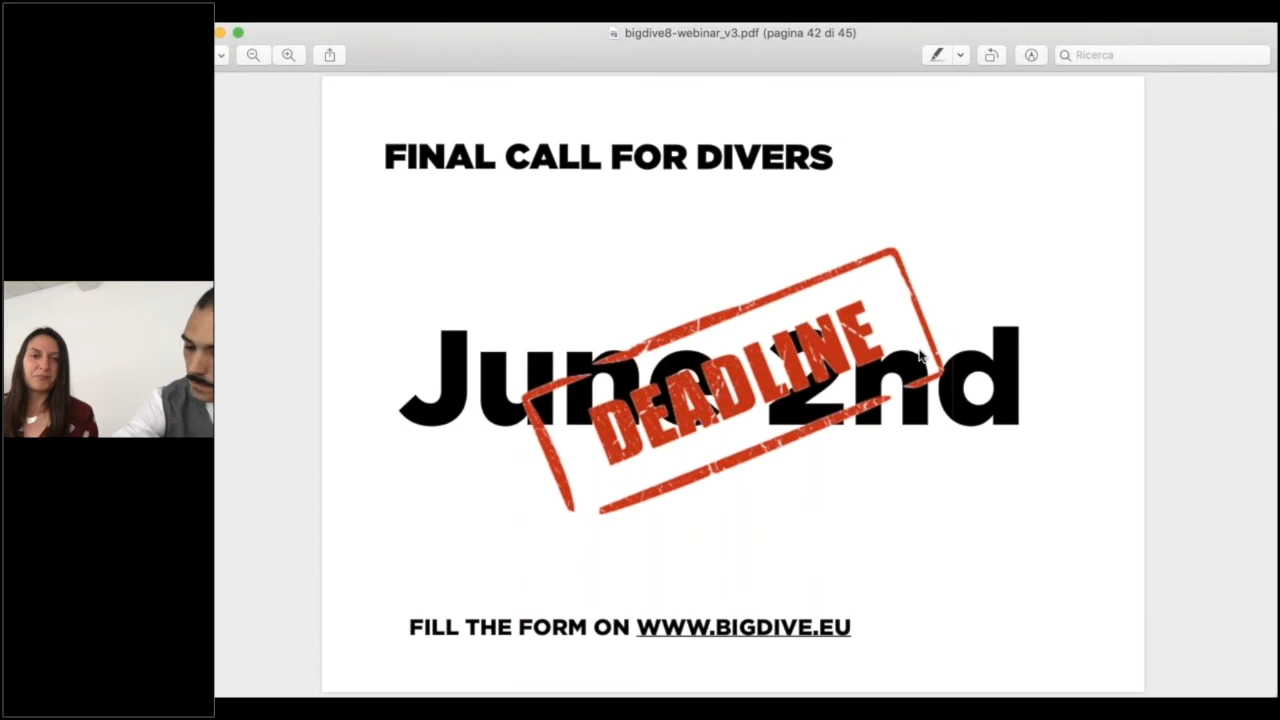 bigdive8-webinar_v3.pdf (pagina 42 di 45)
Ricerca
FINAL CALL FOR DIVERS
June 2nd
DEADLINE
FILL THE FORM ON WWW.BIGDIVE.EU